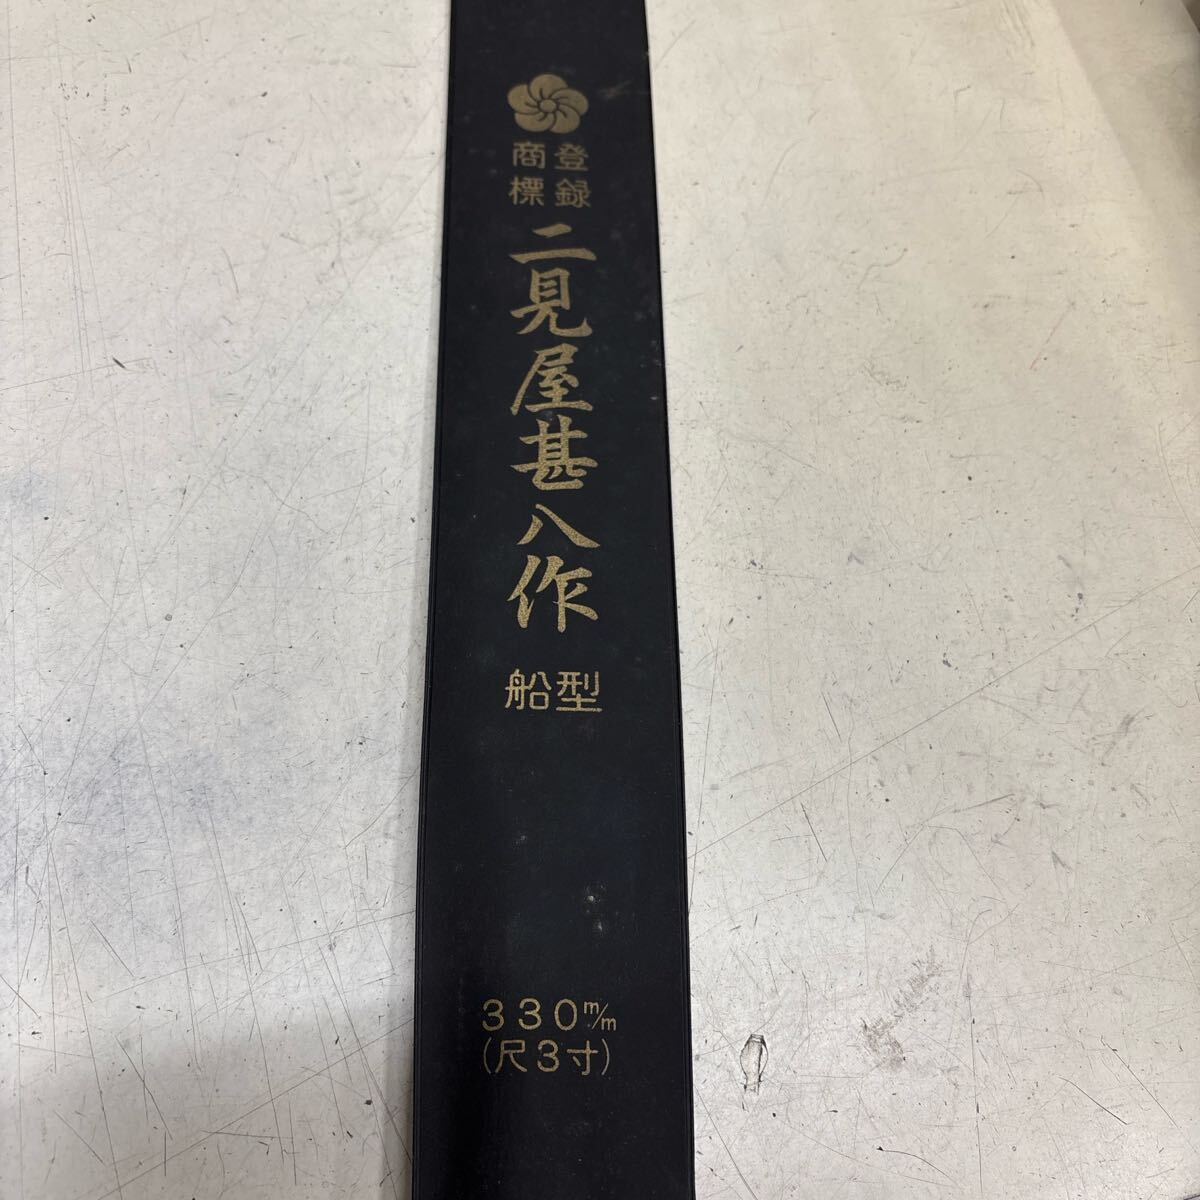 登録
商標
二見屋甚八作
船型
330m/m
(尺3寸)